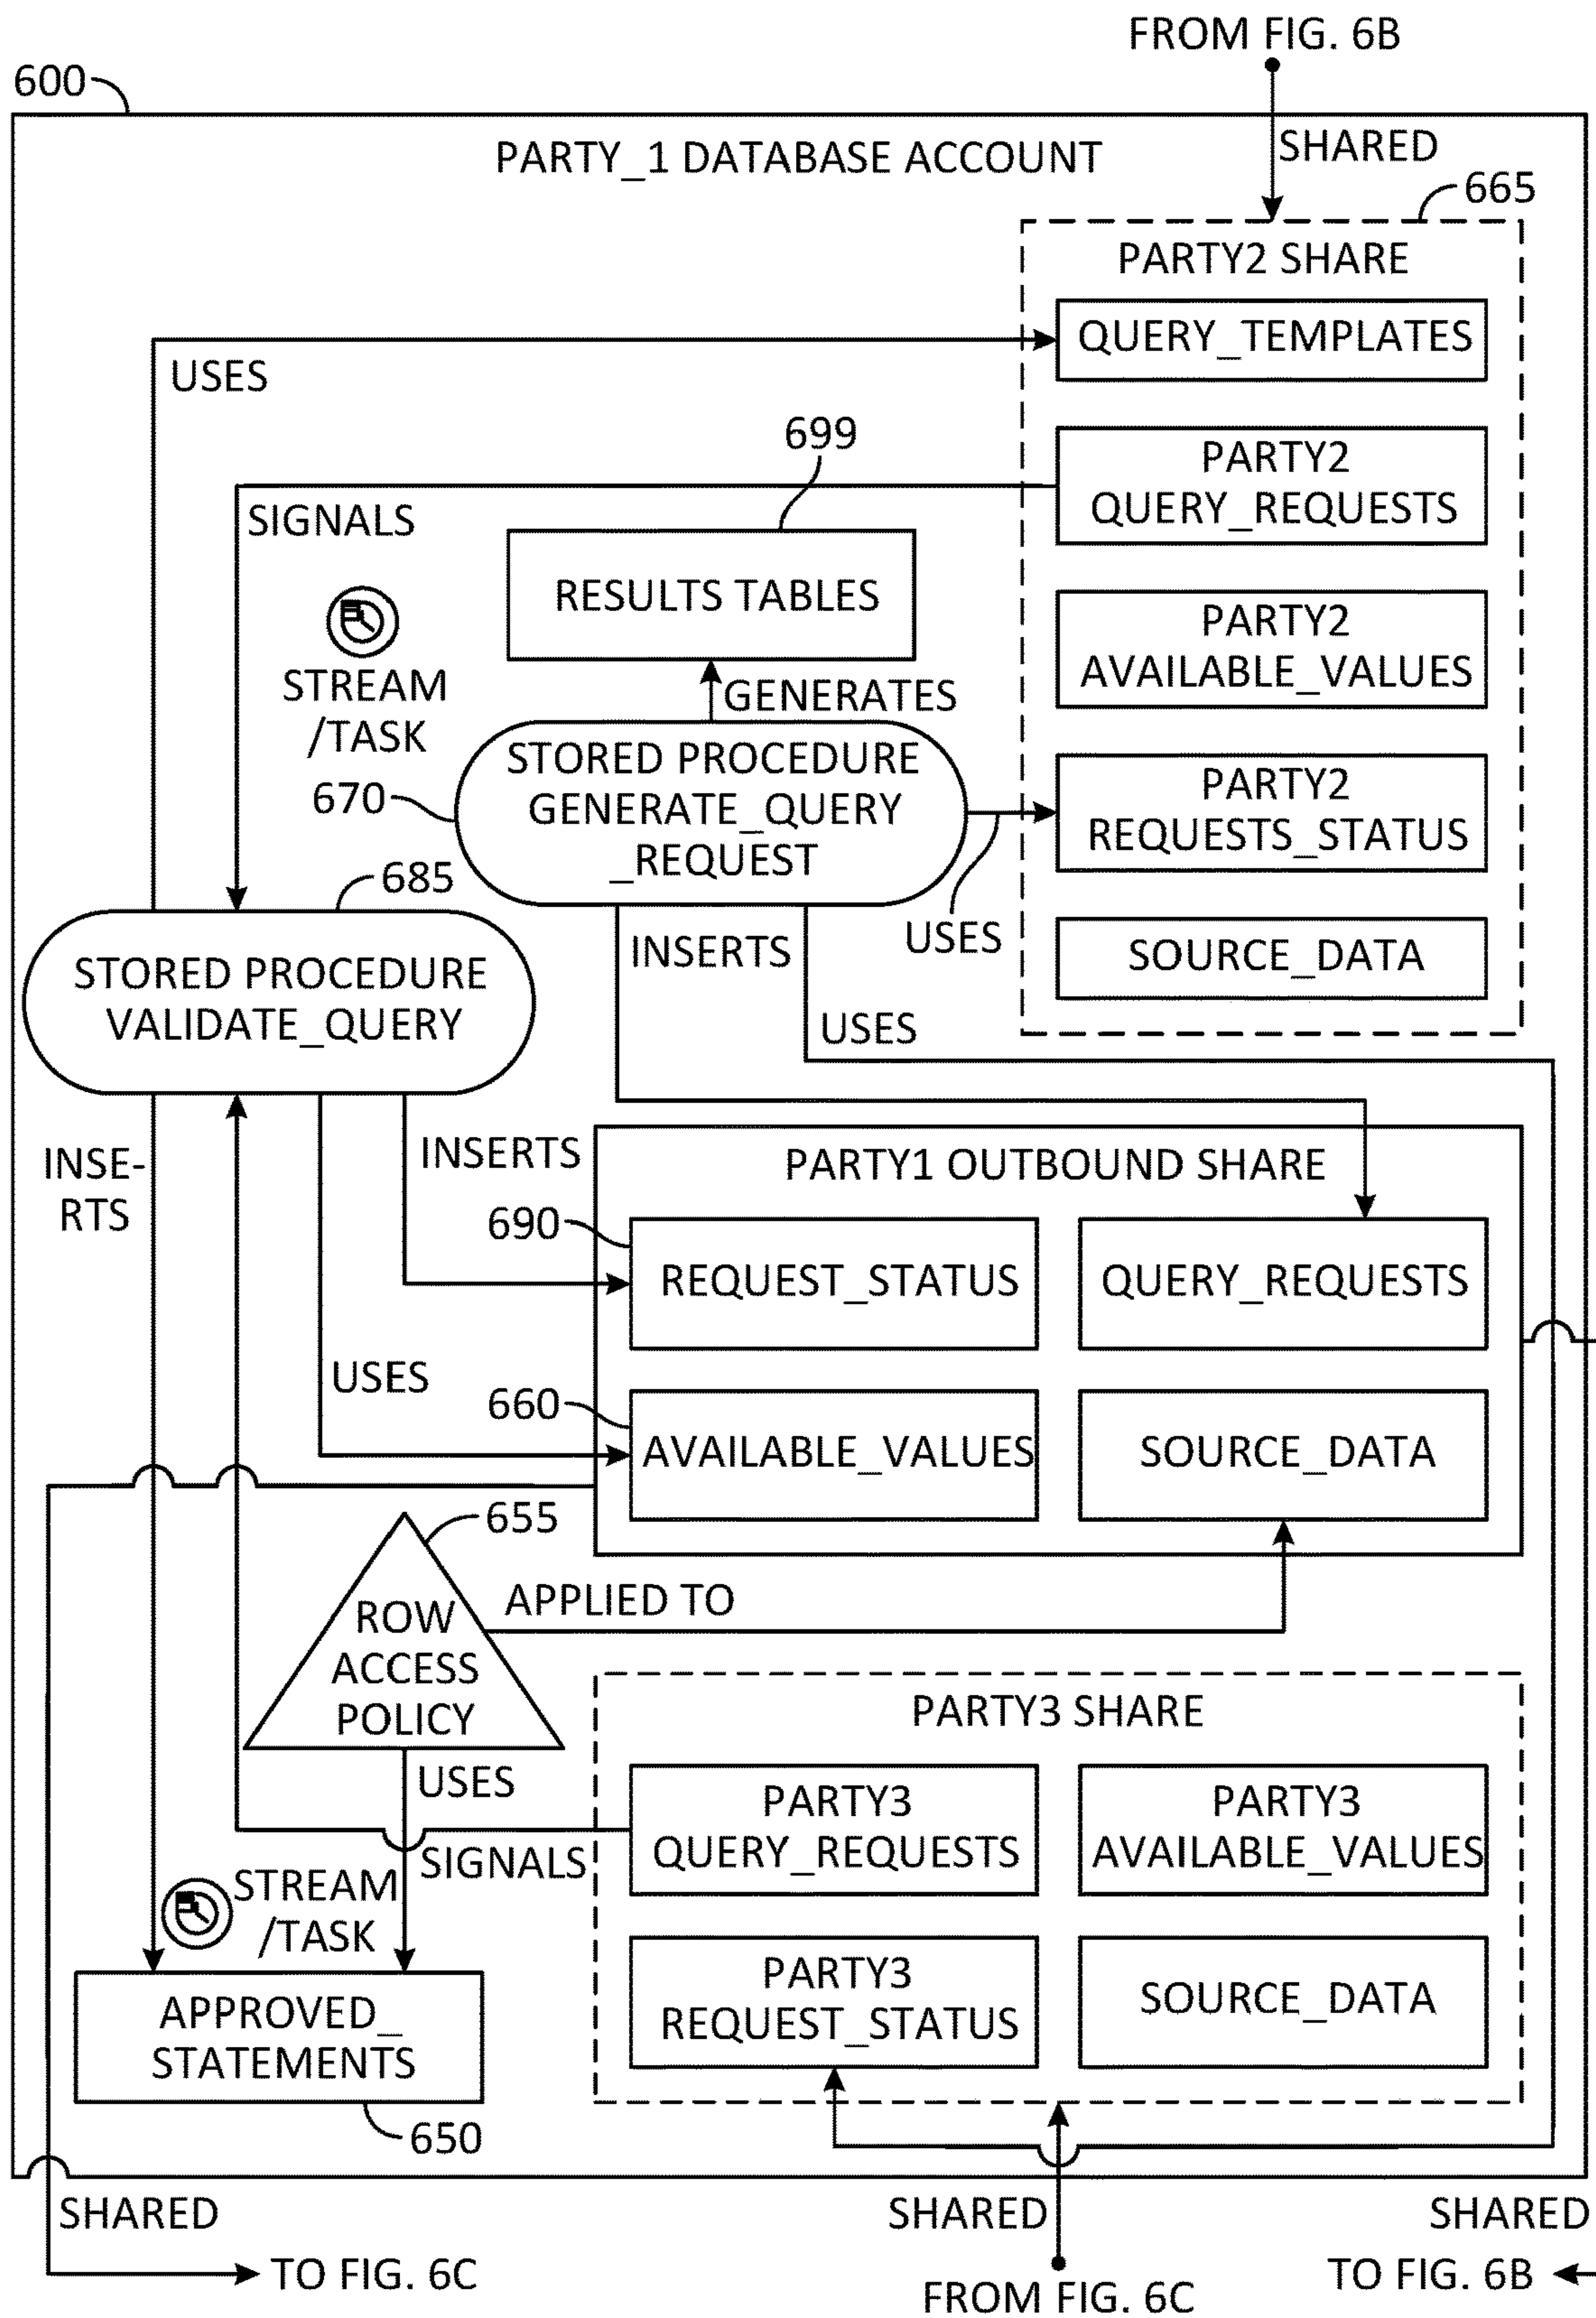 FROM FIG. 6B
600
PARTY_1 DATABASE ACCOUNT
SHARED
665
PARTY2 SHARE
QUERY_TEMPLATES
USES
699
PARTY2
QUERY_REQUESTS
SIGNALS
RESULTS TABLES
PARTY2
AVAILABLE_VALUES
STREAM
/TASK
GENERATES
STORED PROCEDURE
GENERATE_QUERY
_REQUEST
670
PARTY2
REQUESTS_STATUS
USES
685
INSERTS
SOURCE_DATA
STORED PROCEDURE
VALIDATE_QUERY
USES
INSE-
RTS
INSERTS
PARTY1 OUTBOUND SHARE
690
REQUEST_STATUS
QUERY_REQUESTS
USES
660
AVAILABLE_VALUES
SOURCE_DATA
655
ROW
ACCESS
POLICY
APPLIED TO
PARTY3 SHARE
USES
PARTY3
QUERY_REQUESTS
PARTY3
AVAILABLE_VALUES
SIGNALS
STREAM
/TASK
PARTY3
REQUEST_STATUS
SOURCE_DATA
APPROVED_
STATEMENTS
650
SHARED
SHARED
SHARED
TO FIG. 6C
FROM FIG. 6C
TO FIG. 6B